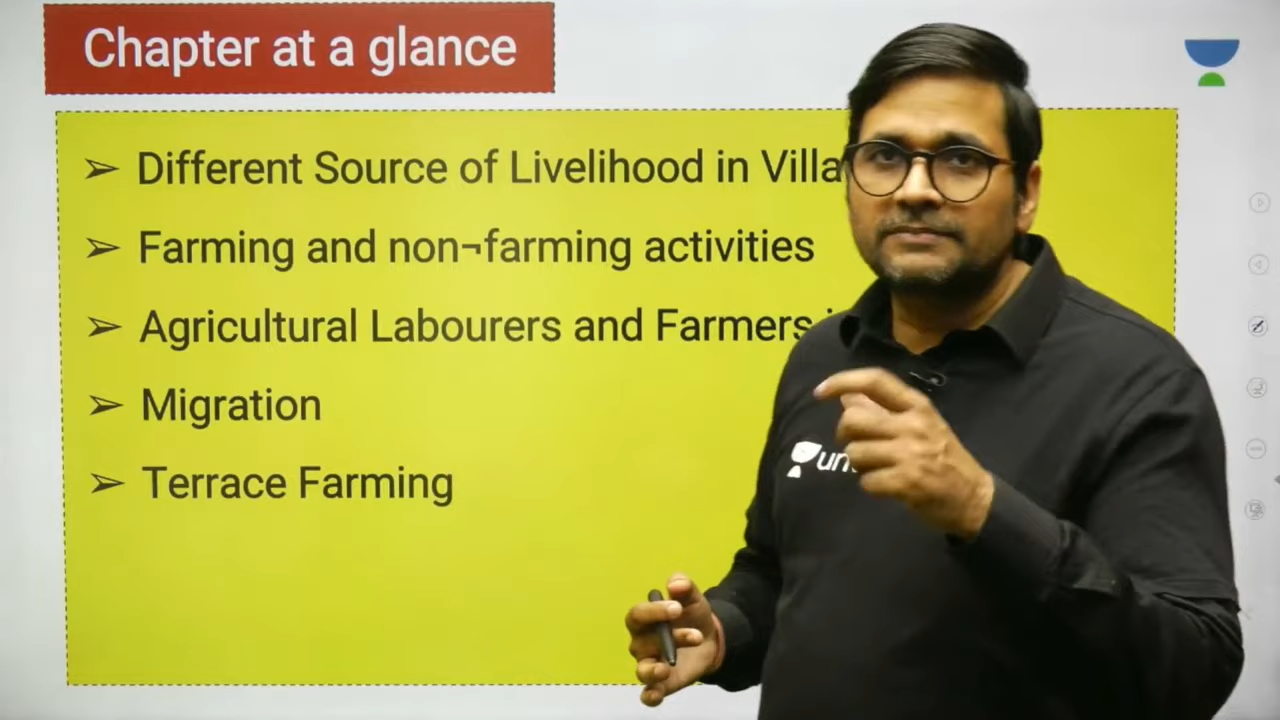 Chapter at a glance
➢ Different Source of Livelihood in Villa
➢ Farming and non¬farming activities
➢ Agricultural Labourers and Farmers
➢ Migration
➢ Terrace Farming
un